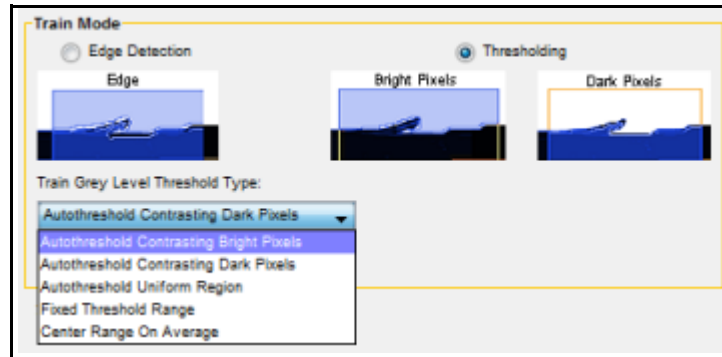 Train Mode
Edge Detection
Thresholding
Edge
Bright Pixels
Dark Pixels
Train Grey Level Threshold Type:
Autothreshold Contrasting Dark Pixels
Autothreshold Contrasting Bright Pixels
Autothreshold Contrasting Dark Pixels
Autothreshold Uniform Region
Fixed Threshold Range
Center Range On Average